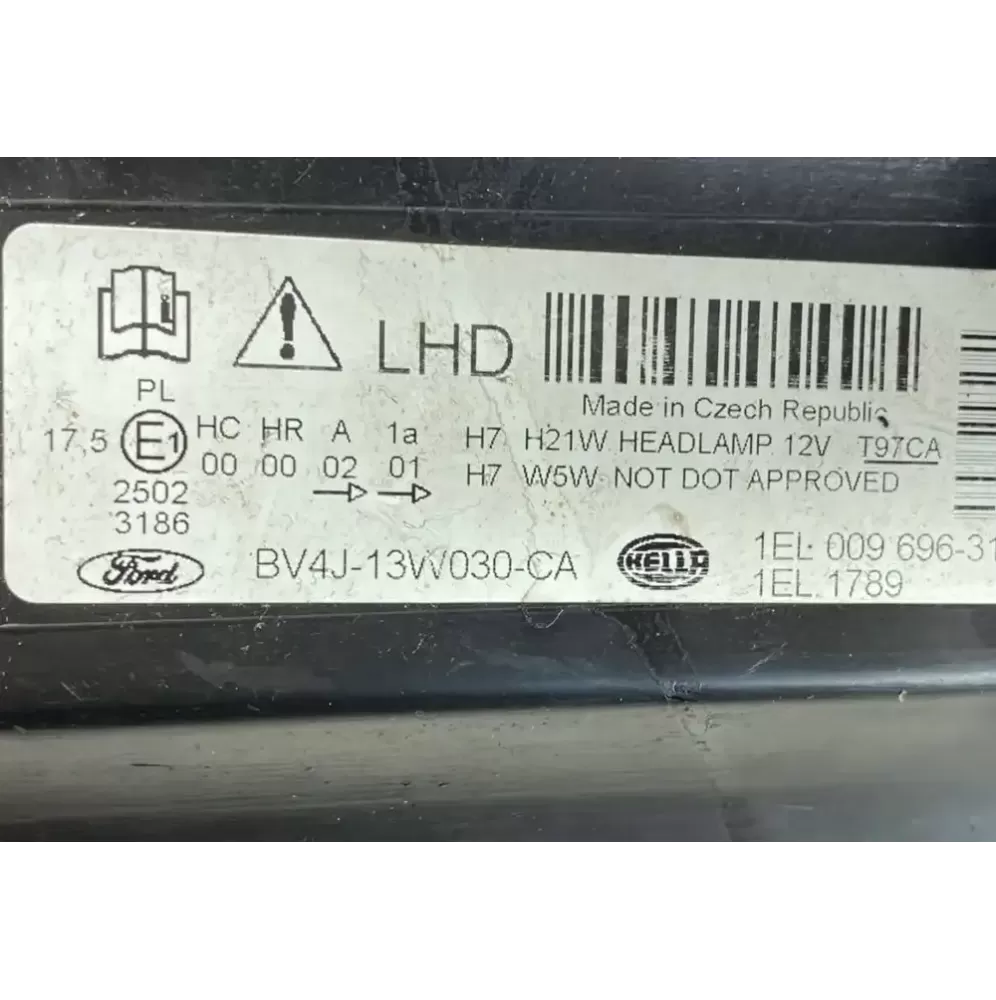 LHD
Made in Czech Republic
PL
17,5 E1 HC HR A 1a H7 H21W HEADLAMP 12V T97CA
00 00 02 01 H7 W5W NOT DOT APPROVED
2502
3186
Ford BV4J-13W030-CA HELLA 1EL 009 696-31
1EL 1789